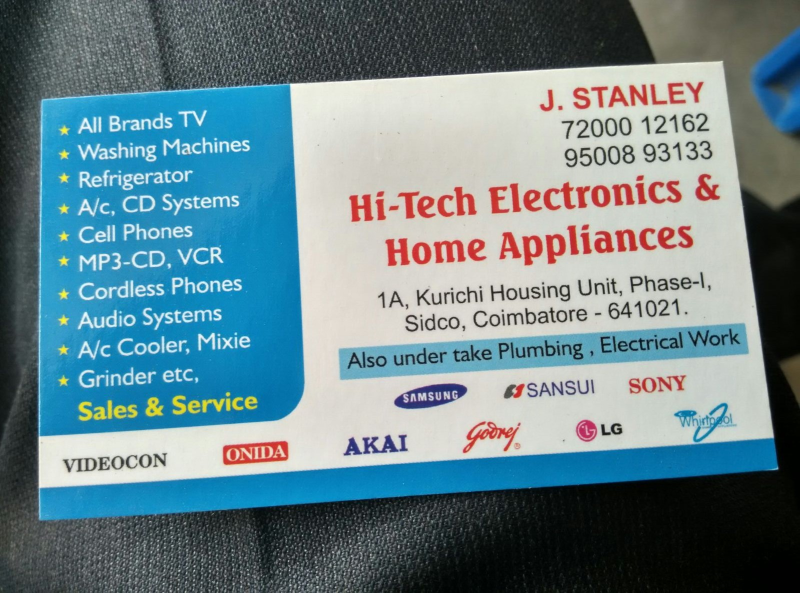 All Brands TV
Washing Machines
Refrigerator
A/c, CD Systems
Cell Phones
MP3-CD, VCR
Cordless Phones
Audio Systems
A/c Cooler, Mixie
Grinder etc,
Sales & Service
J. STANLEY
72000 12162
95008 93133
Hi-Tech Electronics &
Home Appliances
1A, Kurichi Housing Unit, Phase-I,
Sidco, Coimbatore - 641021.
Also under take Plumbing , Electrical Work
SAMSUNG SANSUI SONY
VIDEOCON ONIDA AKAI Godrej LG Whirlpool